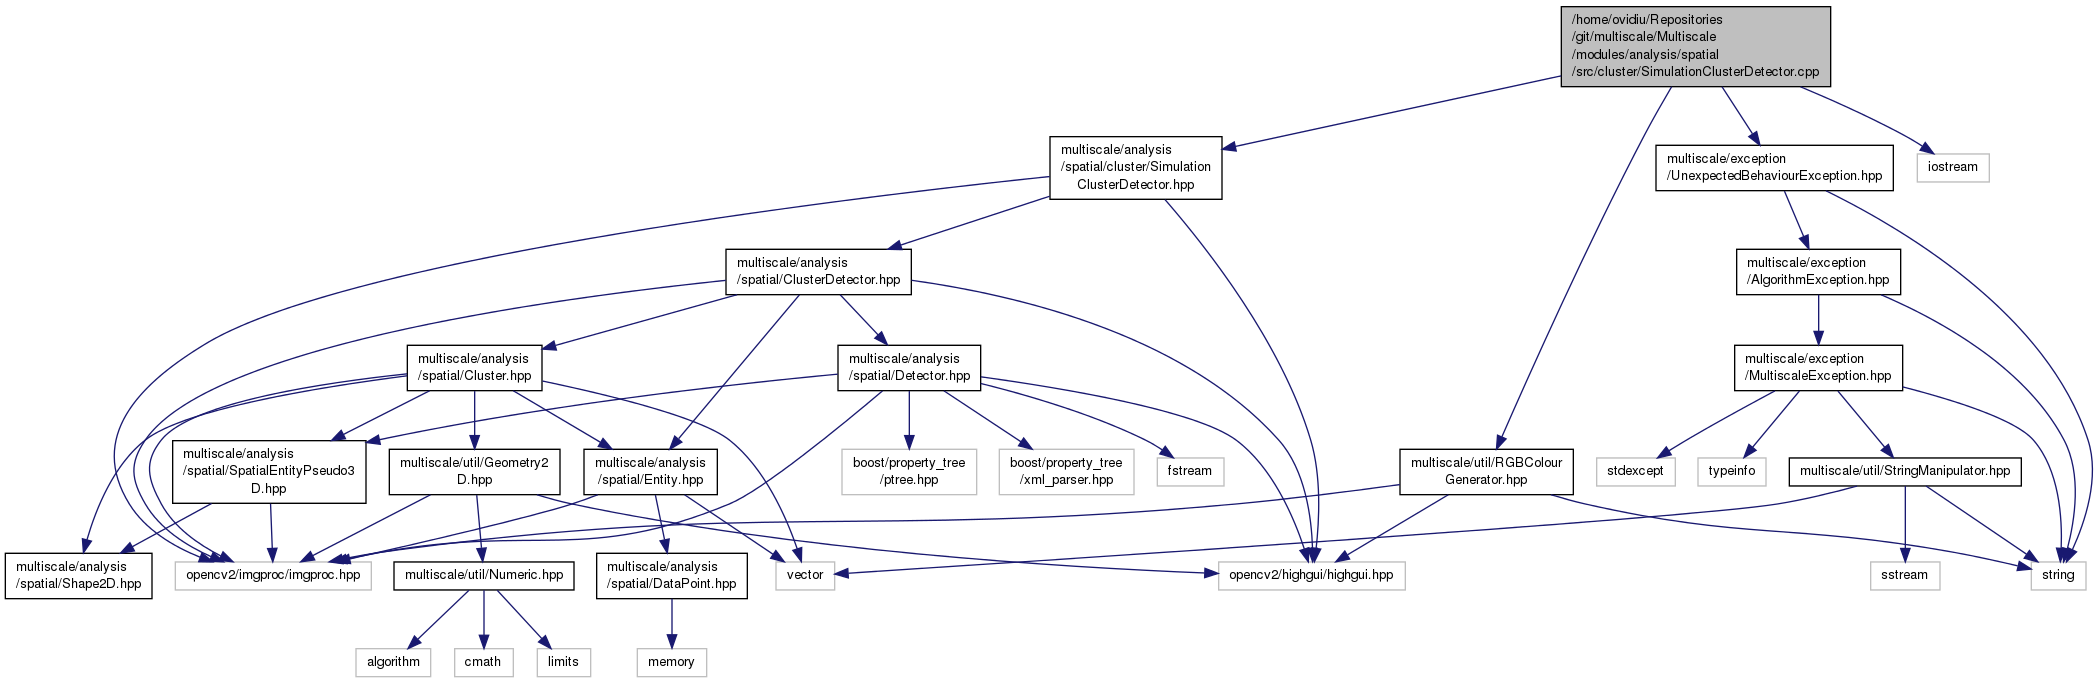 /home/ovidiu/Repositories
/git/multiscale/Multiscale
/modules/analysis/spatial
/src/cluster/SimulationClusterDetector.cpp
multiscale/analysis
/spatial/cluster/Simulation
ClusterDetector.hpp
multiscale/exception
/UnexpectedBehaviourException.hpp
iostream
multiscale/analysis
/spatial/ClusterDetector.hpp
multiscale/exception
/AlgorithmException.hpp
multiscale/analysis
/spatial/Cluster.hpp
multiscale/analysis
/spatial/Detector.hpp
multiscale/exception
/MultiscaleException.hpp
multiscale/analysis
/spatial/SpatialEntityPseudo3
D.hpp
multiscale/util/Geometry2
D.hpp
multiscale/analysis
/spatial/Entity.hpp
boost/property_tree
/ptree.hpp
boost/property_tree
/xml_parser.hpp
fstream
multiscale/util/RGBColour
Generator.hpp
stdexcept
typeinfo
multiscale/util/StringManipulator.hpp
multiscale/analysis
/spatial/Shape2D.hpp
opencv2/imgproc/imgproc.hpp
multiscale/util/Numeric.hpp
multiscale/analysis
/spatial/DataPoint.hpp
vector
opencv2/highgui/highgui.hpp
sstream
string
algorithm
cmath
limits
memory